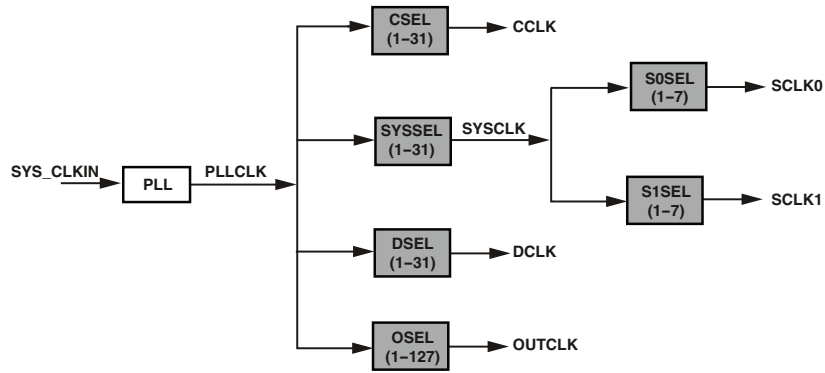 CSEL
(1–31)
CCLK
S0SEL
(1–7)
SCLK0
SYSSEL
(1–31)
SYSCLK
SYS_CLKIN
PLL
PLLCLK
S1SEL
(1–7)
SCLK1
DSEL
(1–31)
DCLK
OSEL
(1–127)
OUTCLK